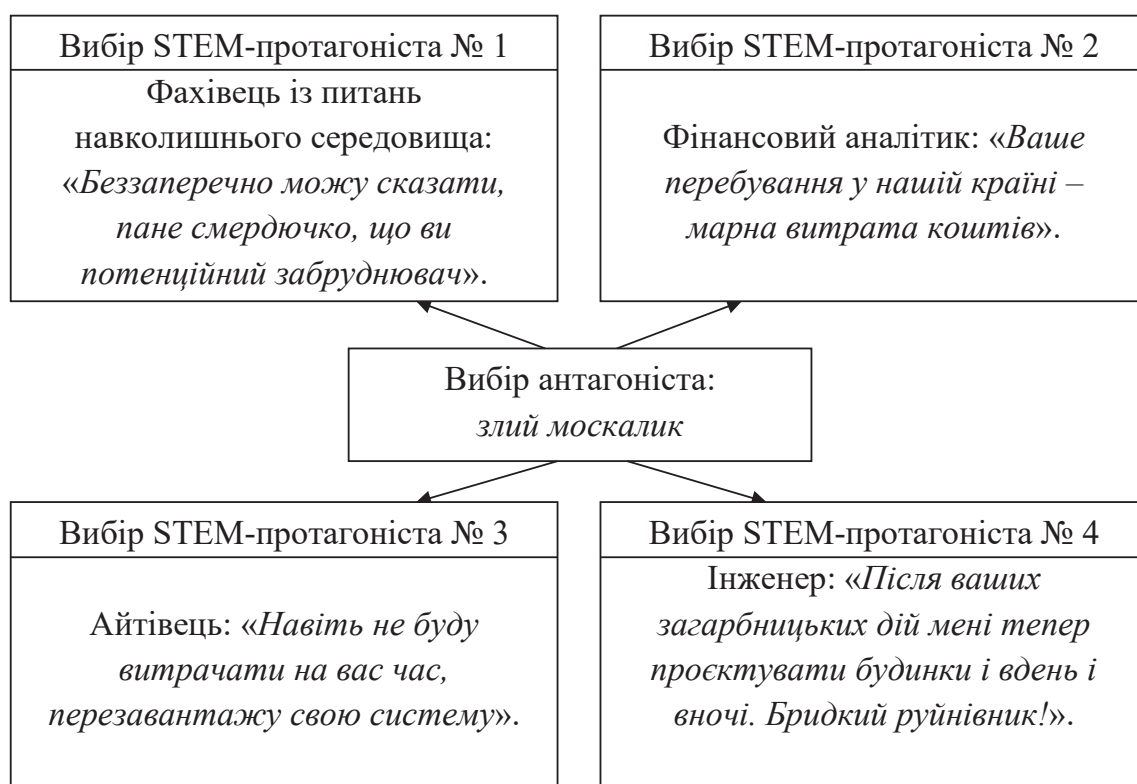 Вибір STEM-протагоніста № 1
Фахівець із питань
навколишнього середовища:
«Беззаперечно можу сказати,
пане смердючко, що ви
потенційний забруднювач».
Вибір STEM-протагоніста № 2
Фінансовий аналітик: «Ваше
перебування у нашій країні –
марна витрата коштів».
Вибір антагоніста:
злий москалик
Вибір STEM-протагоніста № 3
Айтівець: «Навіть не буду
витрачати на вас час,
перезавантажу свою систему».
Вибір STEM-протагоніста № 4
Інженер: «Після ваших
загарбницьких дій мені тепер
проєктувати будинки і вдень і
вночі. Бридкий руйнівник!».